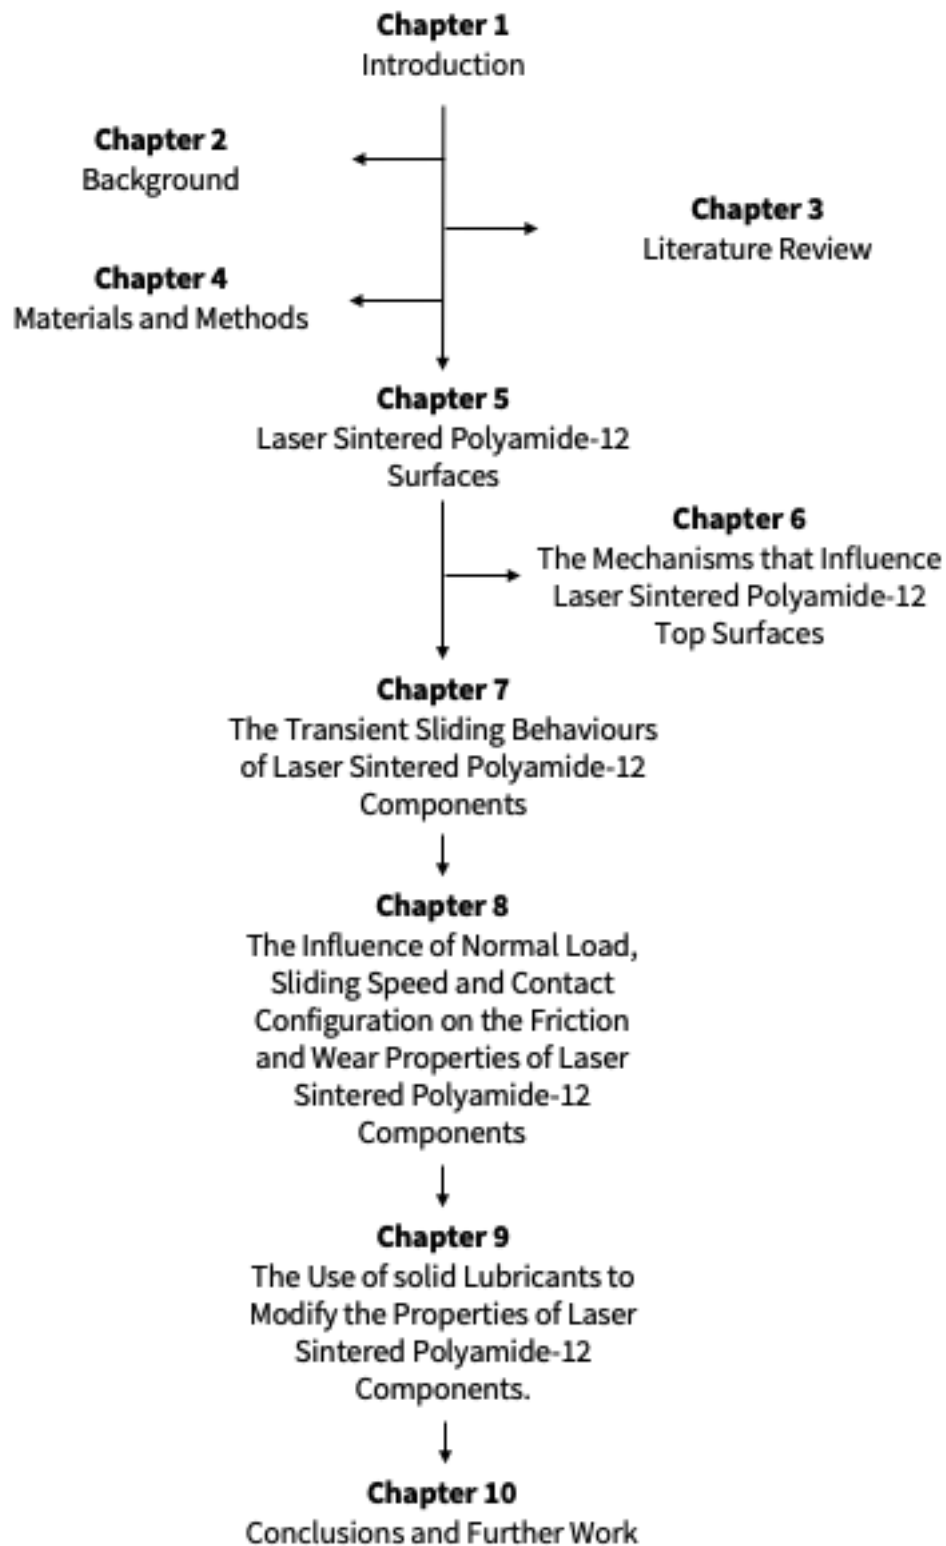 Chapter 1
Introduction
Chapter 2
Background
Chapter 3
Literature Review
Chapter 4
Materials and Methods
Chapter 5
Laser Sintered Polyamide-12
Surfaces
Chapter 6
The Mechanisms that Influence
Laser Sintered Polyamide-12
Top Surfaces
Chapter 7
The Transient Sliding Behaviours
of Laser Sintered Polyamide-12
Components
Chapter 8
The Influence of Normal Load,
Sliding Speed and Contact
Configuration on the Friction
and Wear Properties of Laser
Sintered Polyamide-12
Components
Chapter 9
The Use of solid Lubricants to
Modify the Properties of Laser
Sintered Polyamide-12
Components.
Chapter 10
Conclusions and Further Work